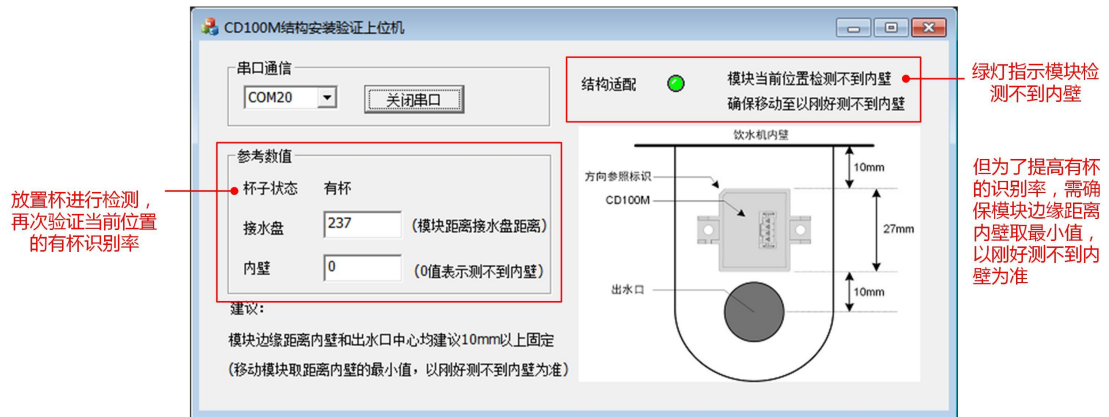 CD100M结构安装验证上位机
串口通信
COM20
关闭串口
结构适配
模块当前位置检测不到内壁
确保移动至以刚好测不到内壁
绿灯指示模块检
测不到内壁
参考数值
杯子状态 有杯
接水盘 237 (模块距离接水盘距离)
内壁 0 (0值表示测不到内壁)
放置杯进行检测，
再次验证当前位置
的有杯识别率
饮水机内壁
10mm
方向参照标识
CD100M
27mm
出水口
10mm
但为了提高有杯
的识别率，需确
保模块边缘距离
内壁取最小值，
以刚好测不到内
壁为准
建议：
模块边缘距离内壁和出水口中心均建议10mm以上固定
(移动模块取距离内壁的最小值，以刚好测不到内壁为准)